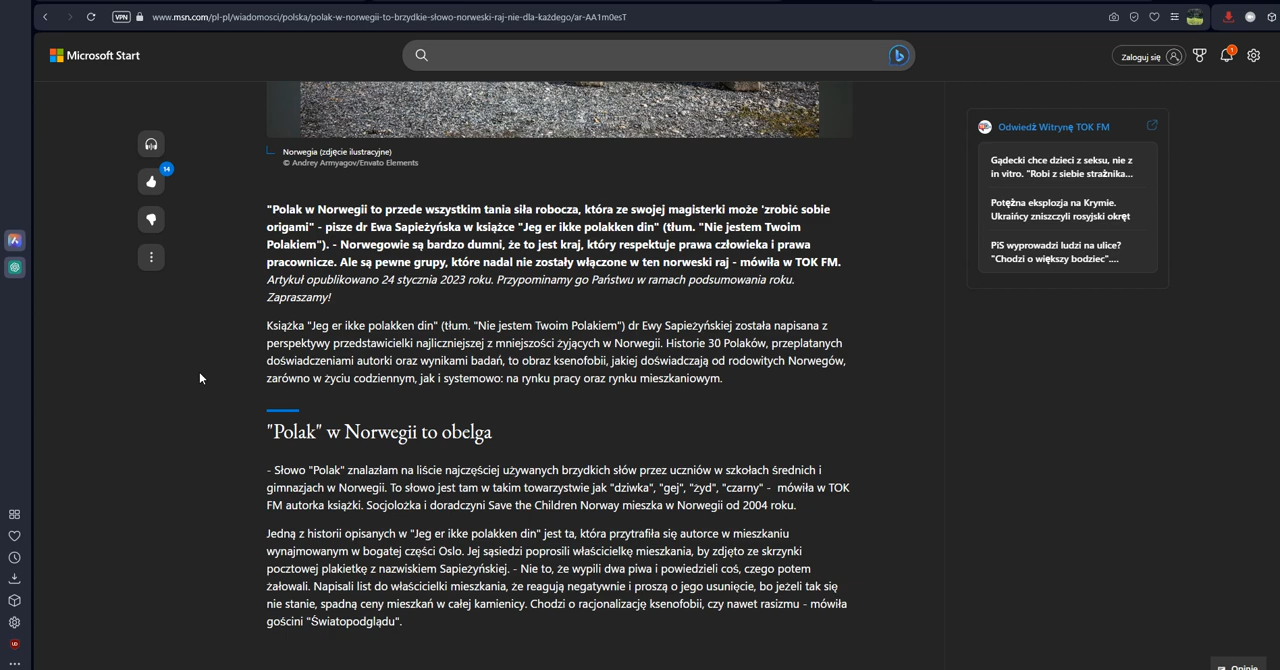 VPN
www.msn.com/pl-pl/wiadomosci/polska/polak-w-norwegii-to-brzydkie-słowo-norweski-raj-nie-dla-każdego/ar-AA1m0esT
Microsoft Start
b
Zaloguj się
1
14
Norwegia (zdjęcie ilustracyjne)
© Andrey Armyagov/Envato Elements
"Polak w Norwegii to przede wszystkim tania siła robocza, która ze swojej magisterki może 'zrobić sobie
origami" - pisze dr Ewa Sapieżyńska w książce "Jeg er ikke polakken din" (tłum. "Nie jestem Twoim
Polakiem"). - Norwegowie są bardzo dumni, że to jest kraj, który respektuje prawa człowieka i prawa
pracownicze. Ale są pewne grupy, które nadal nie zostały włączone w ten norweski raj - mówiła w TOK FM.
Artykuł opublikowano 24 stycznia 2023 roku. Przypominamy go Państwu w ramach podsumowania roku.
Zapraszamy!
Książka "Jeg er ikke polakken din" (tłum. "Nie jestem Twoim Polakiem") dr Ewy Sapieżyńskiej została napisana z
perspektywy przedstawicielki najliczniejszej z mniejszości żyjących w Norwegii. Historie 30 Polaków, przeplatanych
doświadczeniami autorki oraz wynikami badań, to obraz ksenofobii, jakiej doświadczają od rodowitych Norwegów,
zarówno w życiu codziennym, jak i systemowo: na rynku pracy oraz rynku mieszkaniowym.
"Polak" w Norwegii to obelga
- Słowo "Polak" znalazłam na liście najczęściej używanych brzydkich słów przez uczniów w szkołach średnich i
gimnazjach w Norwegii. To słowo jest tam w takim towarzystwie jak "dziwka", "gej", "żyd", "czarny" - mówiła w TOK
FM autorka książki. Socjolożka i doradczyni Save the Children Norway mieszka w Norwegii od 2004 roku.
Jedną z historii opisanych w "Jeg er ikke polakken din" jest ta, która przytrafiła się autorce w mieszkaniu
wynajmowanym w bogatej części Oslo. Jej sąsiedzi poprosili właścicielkę mieszkania, by zdjęto ze skrzynki
pocztowej plakietkę z nazwiskiem Sapieżyńskiej. - Nie to, że wypili dwa piwa i powiedzieli coś, czego potem
żałowali. Napisali list do właścicielki mieszkania, że reagują negatywnie i proszą o jego usunięcie, bo jeżeli tak się
nie stanie, spadną ceny mieszkań w całej kamienicy. Chodzi o racjonalizację ksenofobii, czy nawet rasizmu - mówiła
gościni "Światopodglądu".
Odwiedź Witrynę TOK FM
Gądecki chce dzieci z seksu, nie z
in vitro. "Robi z siebie strażnika...
Potężna eksplozja na Krymie.
Ukraińcy zniszczyli rosyjski okręt
PiS wyprowadzi ludzi na ulice?
"Chodzi o większy bodziec"....
Opinie